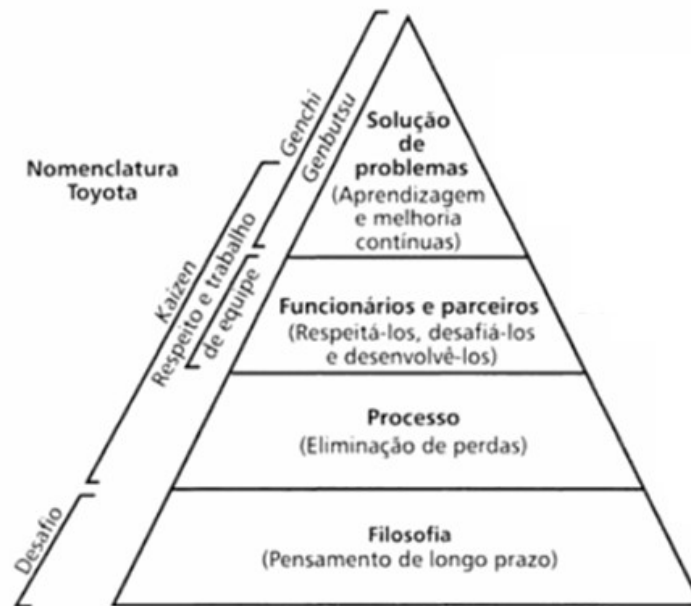 Nomenclatura
Toyota
Genchi
Genbutsu
Kaizen
Respeito e trabalho
de equipe
Desafio
Solução
de
problemas
(Aprendizagem
e melhoria
contínuas)
Funcionários e parceiros
(Respeitá-los, desafiá-los
e desenvolvê-los)
Processo
(Eliminação de perdas)
Filosofia
(Pensamento de longo prazo)